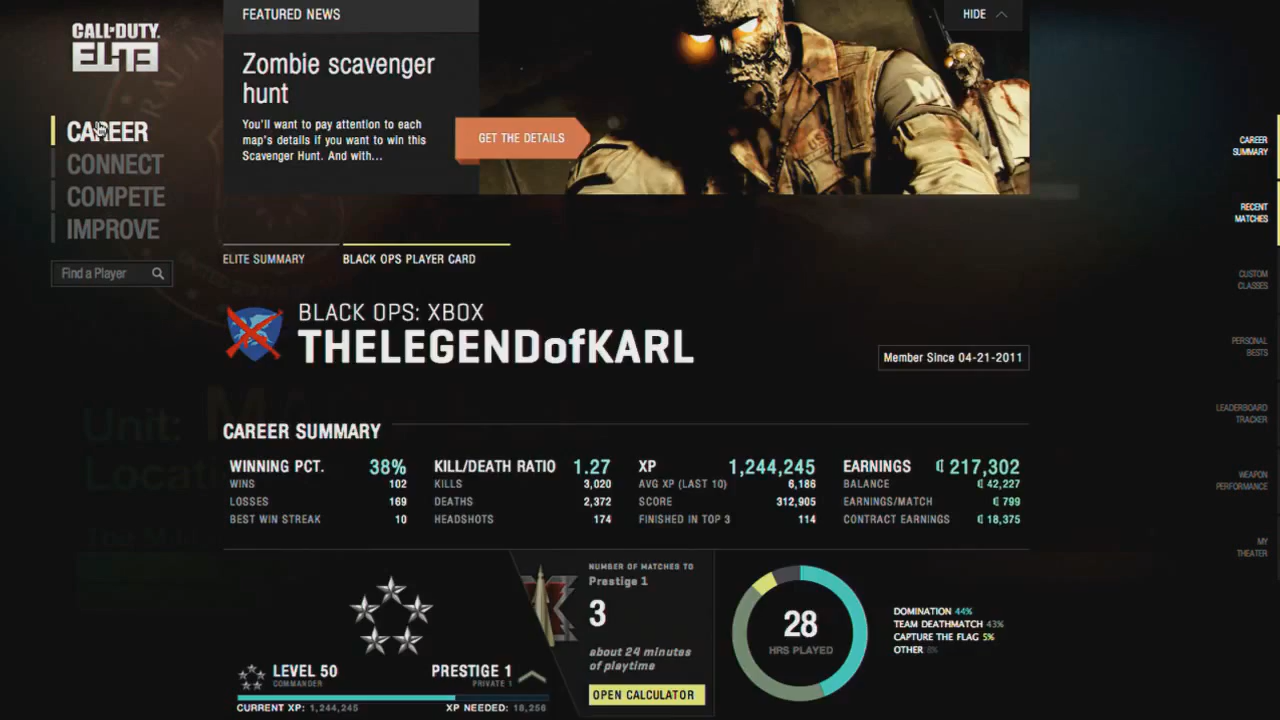 CALL OF DUTY
ELITE
CAREER
CONNECT
COMPETE
IMPROVE
Find a Player
FEATURED NEWS
HIDE
Zombie scavenger
hunt
You'll want to pay attention to each
map's details if you want to win this
Scavenger Hunt. And with...
GET THE DETAILS
ELITE SUMMARY
BLACK OPS PLAYER CARD
BLACK OPS: XBOX
THELEGENDofKARL
Member Since 04-21-2011
CAREER SUMMARY
WINNING PCT. 38%
WINS 102
LOSSES 169
BEST WIN STREAK 10
KILL/DEATH RATIO 1.27
KILLS 3,020
DEATHS 2,372
HEADSHOTS 174
XP 1,244,245
AVG XP (LAST 10) 6,186
SCORE 312,905
FINISHED IN TOP 3 114
EARNINGS 217,302
BALANCE 42,227
EARNINGS/MATCH 799
CONTRACT EARNINGS 18,375
LEVEL 50
COMMANDER
PRESTIGE 1
PRIVATE 1
CURRENT XP: 1,244,245
XP NEEDED: 18,256
NUMBER OF MATCHES TO
Prestige 1
3
about 24 minutes
of playtime
OPEN CALCULATOR
28
HRS PLAYED
DOMINATION 44%
TEAM DEATHMATCH 43%
CAPTURE THE FLAG 5%
OTHER
CAREER
SUMMARY
RECENT
MATCHES
CUSTOM
CLASSES
PERSONAL
BESTS
LEADERBOARD
TRACKER
WEAPON
PERFORMANCE
MY
THEATER
Unit: